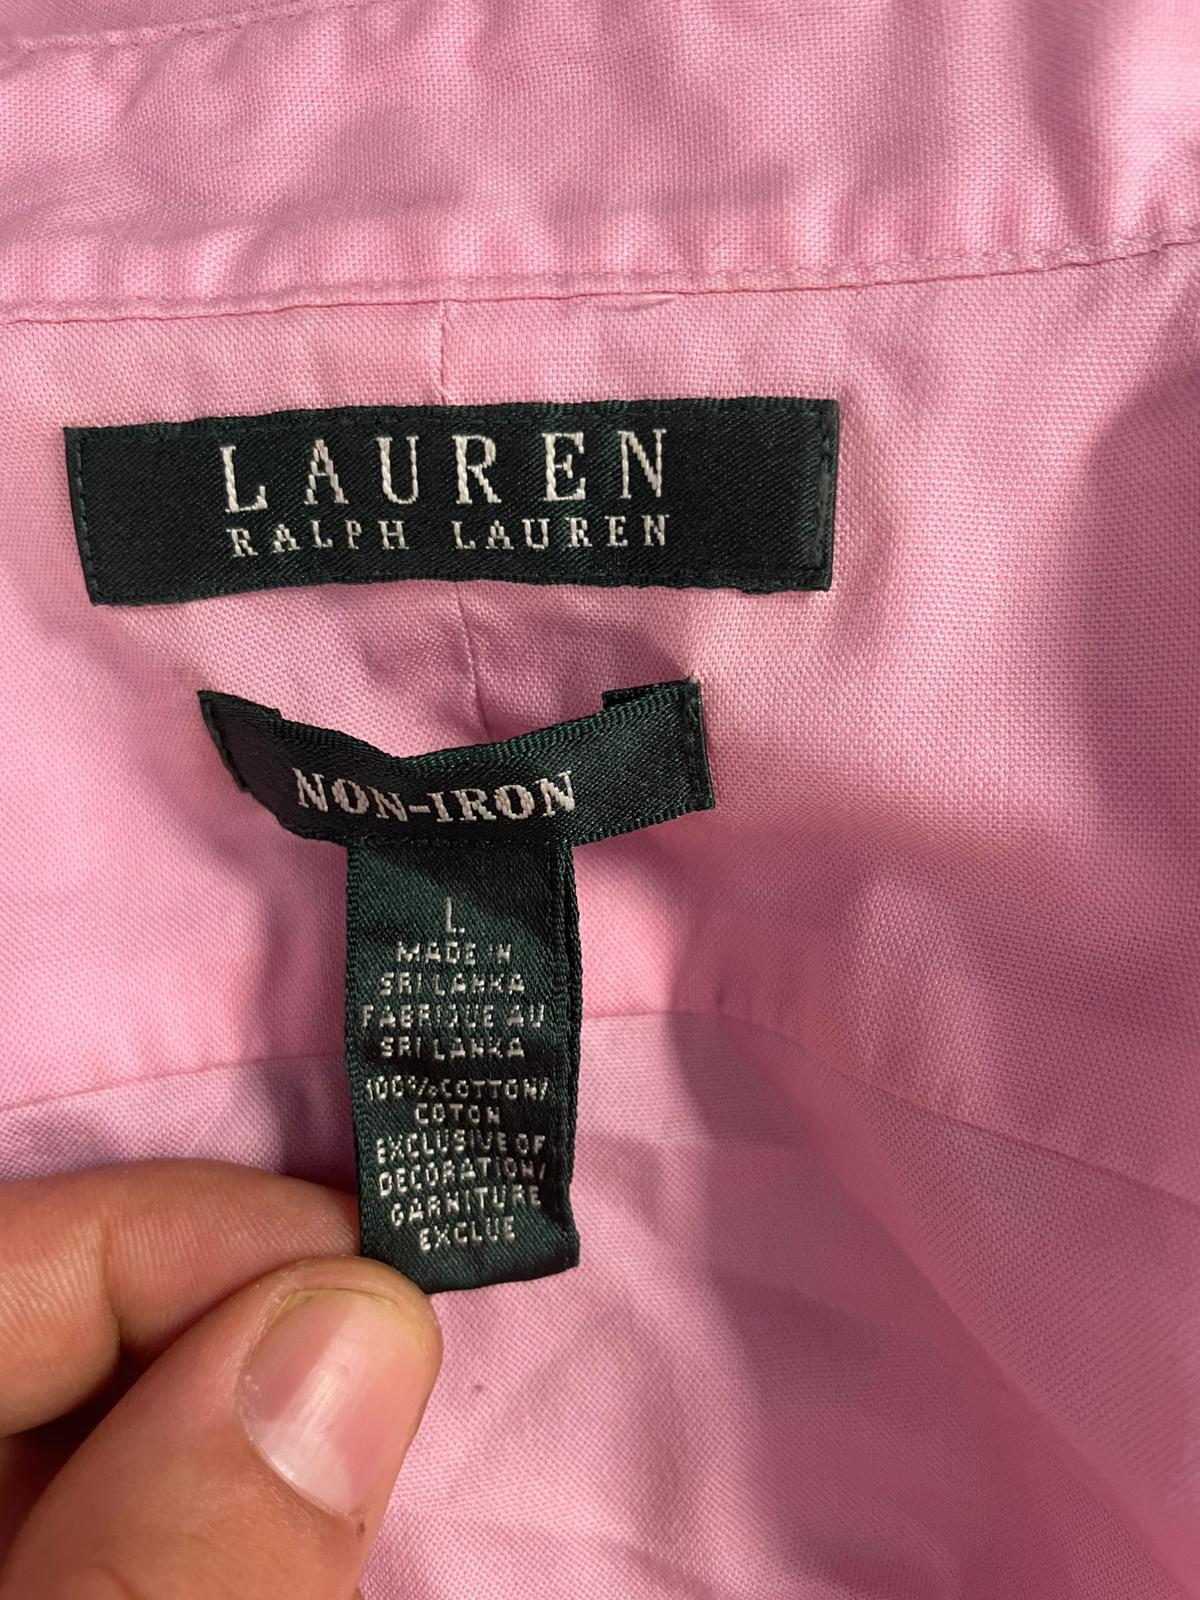 LAUREN
RALPH LAUREN
NON-IRON
L
MADE IN
SRI LANKA
FABRIQUE AU
SRI LANKA
100% COTTON/
COTON
EXCLUSIVE OF
DECORATION/
GARNITURE
EXCLUE